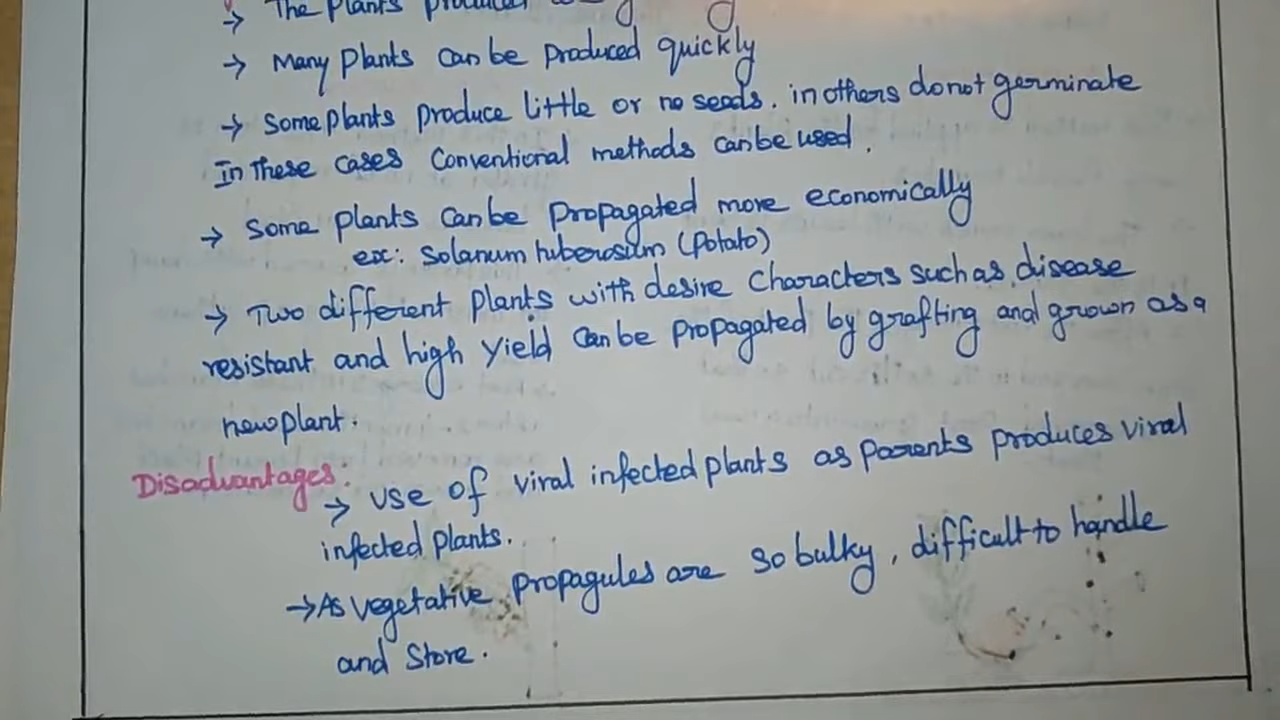 → The plants
→ Many plants can be produced quickly
→ Some plants produce little or no seeds. in others do not germinate
In these cases conventional methods can be used.
→ Some plants can be propagated more economically
ex: Solanum tuberosum (potato)
→ Two different plants with desire characters such as disease
resistant and high yield can be propagated by grafting and grown as a
new plant.
Disadvantages:
→ Use of viral infected plants as parents produces viral
infected plants.
→ As vegetative propagules are so bulky, difficult to handle
and store.